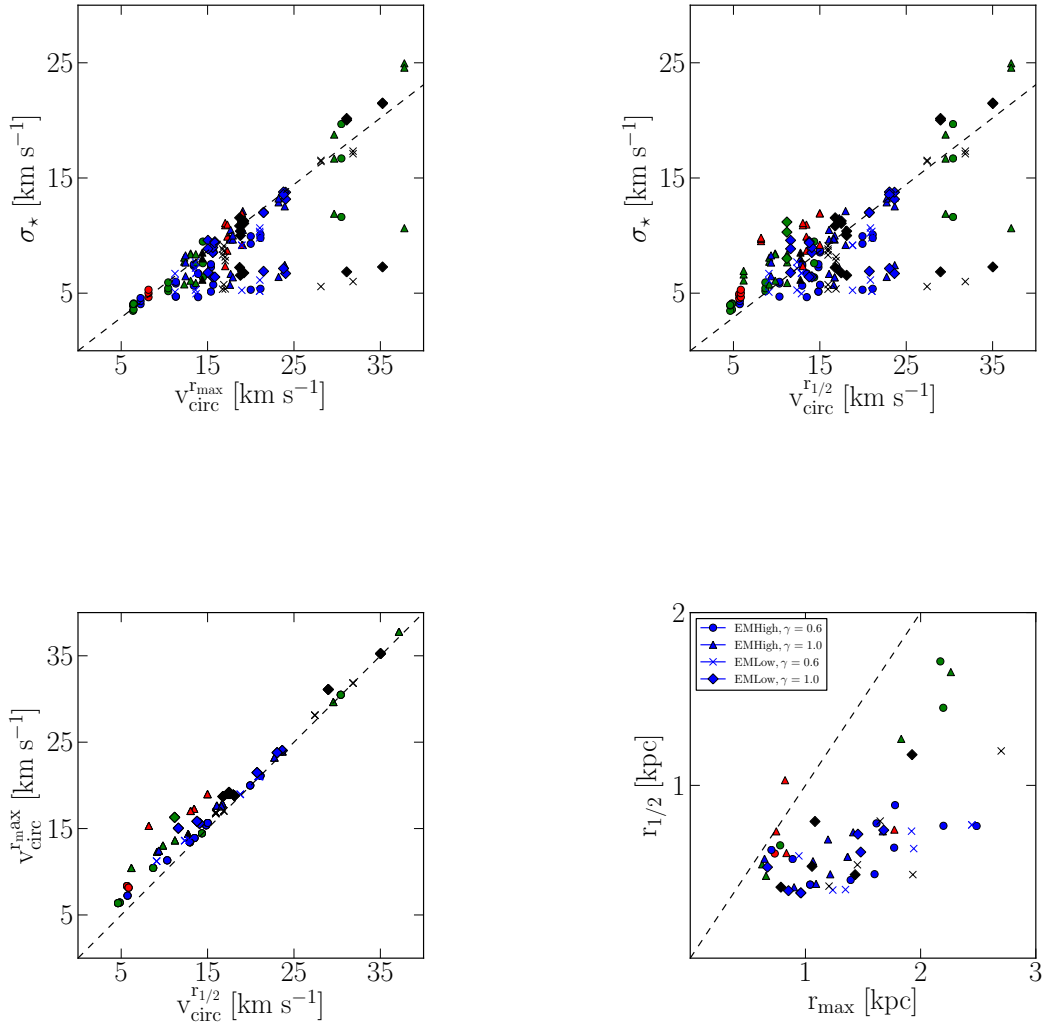 25
15
5
σ⋆ [km s⁻¹]
5 15 25 35
v_circ^r_max [km s⁻¹]
25
15
5
σ⋆ [km s⁻¹]
5 15 25 35
v_circ^r_1/2 [km s⁻¹]
35
25
15
5
v_circ^r_max [km s⁻¹]
5 15 25 35
v_circ^r_1/2 [km s⁻¹]
2
1
r_1/2 [kpc]
EMHigh, γ = 0.6
EMHigh, γ = 1.0
EMLow, γ = 0.6
EMLow, γ = 1.0
1 2 3
r_max [kpc]